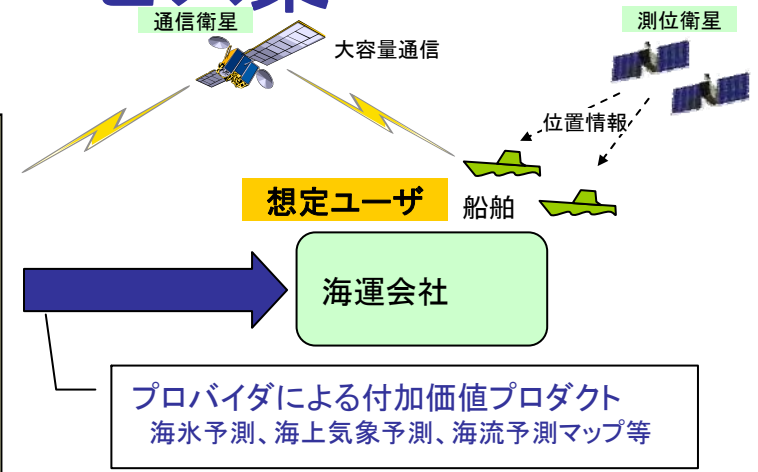 通信衛星
測位衛星
大容量通信
位置情報
想定ユーザ
船舶
海運会社
プロバイダによる付加価値プロダクト
海氷予測、海上気象予測、海流予測マップ等